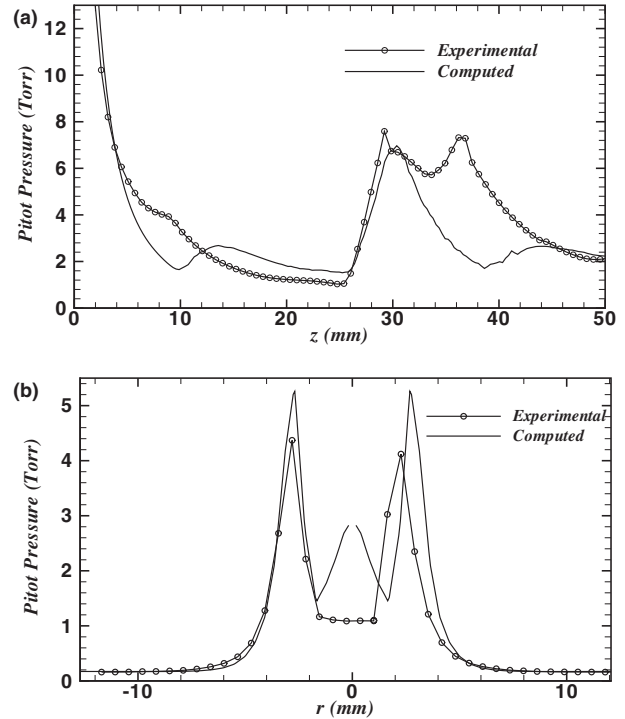 (a)
12
10
8
6
4
2
0
Pitot Pressure (Torr)
Experimental
Computed
0 10 20 30 40 50
z (mm)
(b)
5
4
3
2
1
0
Pitot Pressure (Torr)
Experimental
Computed
-10 0 10
r (mm)